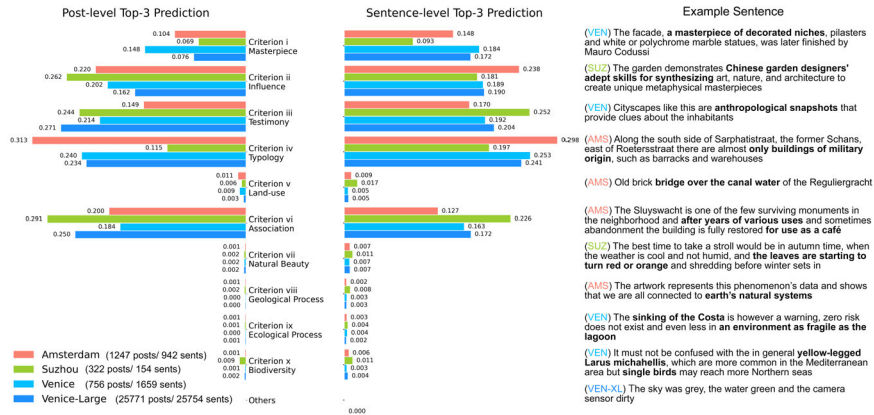 Post-level Top-3 Prediction
Sentence-level Top-3 Prediction
Example Sentence
0.104
0.069
0.148
0.076
Criterion i
Masterpiece
0.148
0.093
0.184
0.172
(VEN) The facade, a masterpiece of decorated niches, pilasters
and white or polychrome marble statues, was later finished by
Mauro Codussi
0.220
0.262
0.202
0.162
Criterion ii
Influence
0.238
0.181
0.189
0.190
(SUZ) The garden demonstrates Chinese garden designers'
adept skills for synthesizing art, nature, and architecture to
create unique metaphysical masterpieces
0.149
0.244
0.214
0.271
Criterion iii
Testimony
0.170
0.252
0.192
0.204
(VEN) Cityscapes like this are anthropological snapshots that
provide clues about the inhabitants
0.313
0.115
0.240
0.234
Criterion iv
Typology
0.298
0.197
0.253
0.241
(AMS) Along the south side of Sarphatistraat, the former Schans,
east of Roetersstraat there are almost only buildings of military
origin, such as barracks and warehouses
0.011
0.006
0.009
0.003
Criterion v
Land-use
0.009
0.017
0.005
0.005
(AMS) Old brick bridge over the canal water of the Reguliergracht
0.200
0.291
0.184
0.250
Criterion vi
Association
0.127
0.226
0.163
0.172
(AMS) The Sluyswacht is one of the few surviving monuments in
the neighborhood and after years of various uses and sometimes
abandonment the building is fully restored for use as a café
0.001
0.002
0.002
0.002
Criterion vii
Natural Beauty
0.007
0.011
0.007
0.007
(SUZ) The best time to take a stroll would be in autumn time, when
the weather is cool and not humid, and the leaves are starting to
turn red or orange and shredding before winter sets in
0.001
0.002
0.000
0.000
Criterion viii
Geological Process
0.002
0.008
0.003
0.003
(AMS) The artwork represents this phenomenon's data and shows
that we are all connected to earth's natural systems
0.001
0.001
0.000
0.001
Criterion ix
Ecological Process
0.003
0.004
0.004
0.002
(VEN) The sinking of the Costa is however a warning, zero risk
does not exist and even less in an environment as fragile as the
lagoon
0.001
0.009
0.001
0.002
Criterion x
Biodiversity
0.006
0.011
0.003
0.004
(VEN) It must not be confused with the in general yellow-legged
Larus michahellis, which are more common in the Mediterranean
area but single birds may reach more Northern seas
Others
0.000
(VEN-XL) The sky was grey, the water green and the camera
sensor dirty
Amsterdam
(1247 posts/ 942 sents)
Suzhou
(322 posts/ 154 sents)
Venice
(756 posts/ 1659 sents)
Venice-Large (25771 posts/ 25754 sents)